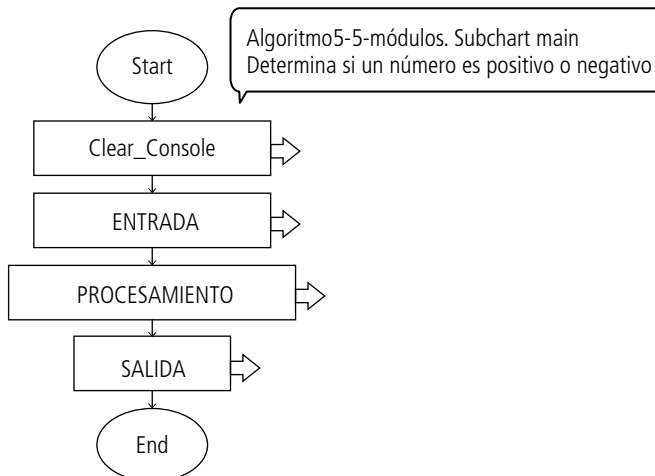 Algoritmo5-5-módulos. Subchart main
Determina si un número es positivo o negativo
Start
Clear_Console
ENTRADA
PROCESAMIENTO
SALIDA
End